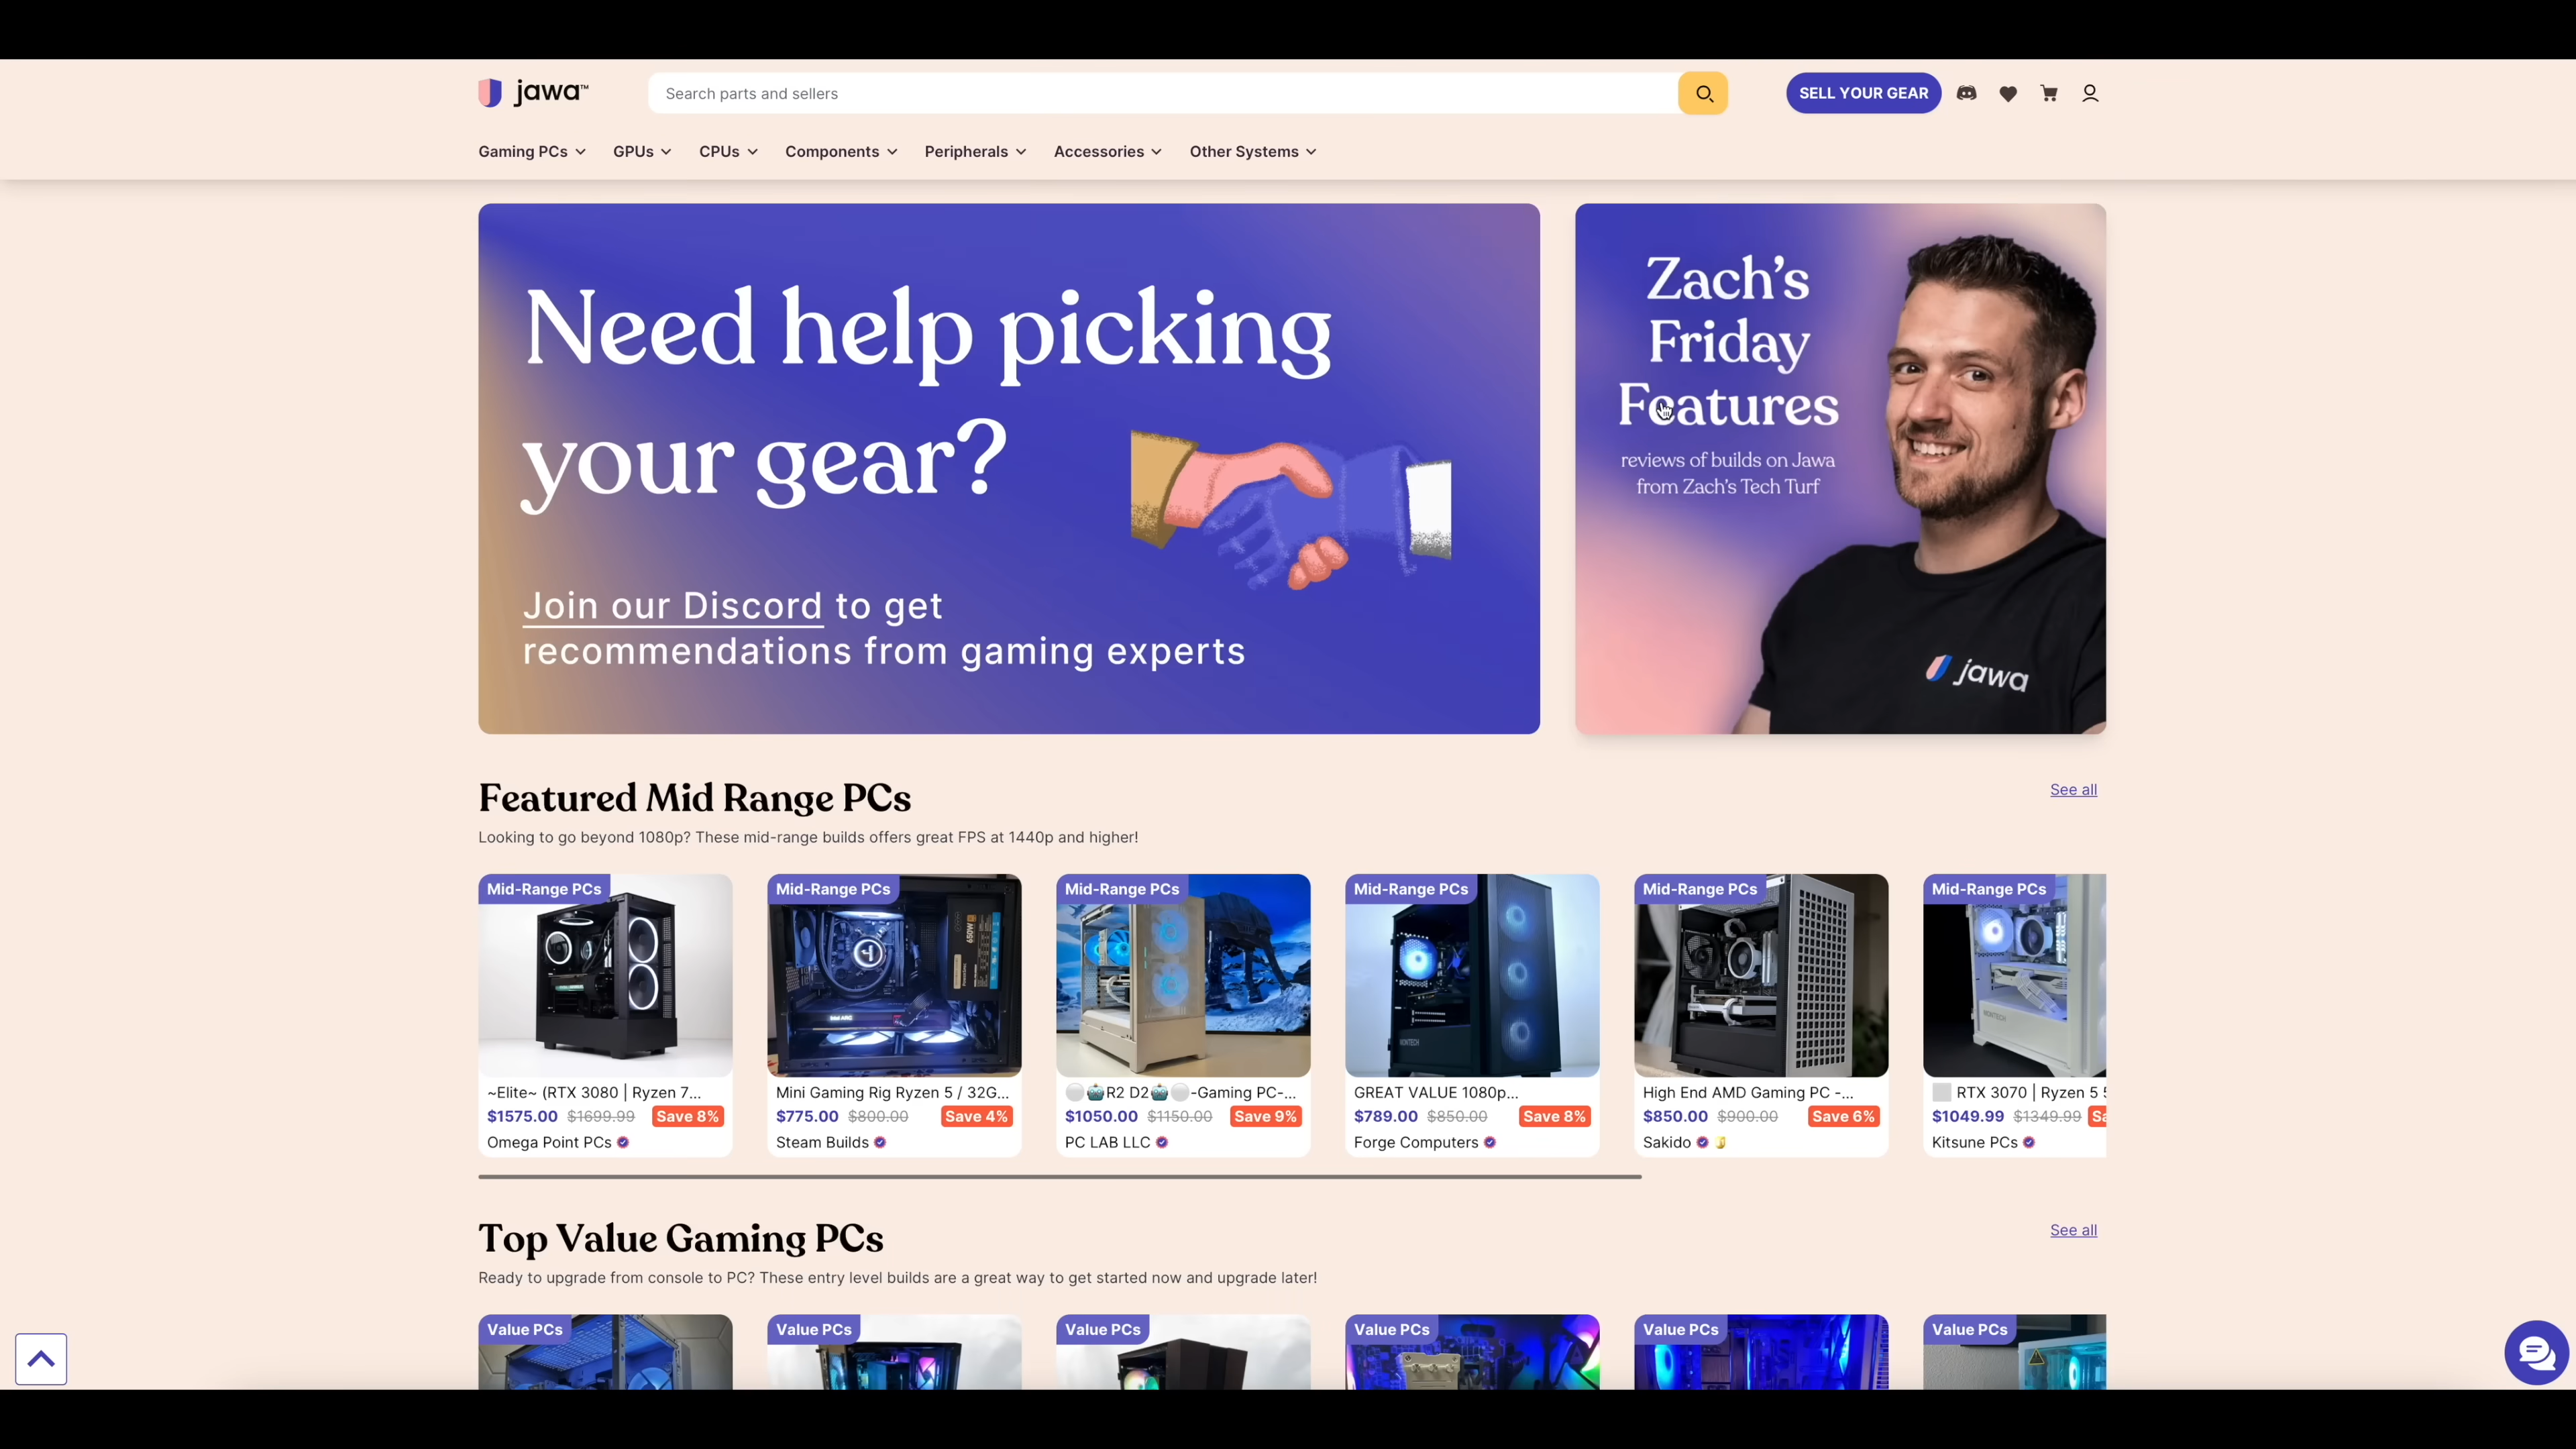 jawa™
Search parts and sellers
SELL YOUR GEAR
Gaming PCs
GPUs
CPUs
Components
Peripherals
Accessories
Other Systems
Need help picking
your gear?
Join our Discord to get
recommendations from gaming experts
Zach's
Friday
Features
reviews of builds on Jawa
from Zach's Tech Turf
jawa
Featured Mid Range PCs
See all
Looking to go beyond 1080p? These mid-range builds offers great FPS at 1440p and higher!
Mid-Range PCs
~Elite~ (RTX 3080 | Ryzen 7...
$1575.00 $1699.99 Save 8%
Omega Point PCs
Mid-Range PCs
650W
intel ARC
Mini Gaming Rig Ryzen 5 / 32G...
$775.00 $800.00 Save 4%
Steam Builds
Mid-Range PCs
⚪🤖R2 D2🤖⚪-Gaming PC-...
$1050.00 $1150.00 Save 9%
PC LAB LLC
Mid-Range PCs
MONTECH
GREAT VALUE 1080p...
$789.00 $850.00 Save 8%
Forge Computers
Mid-Range PCs
High End AMD Gaming PC -...
$850.00 $900.00 Save 6%
Sakido
Mid-Range PCs
MONTECH
⬜ RTX 3070 | Ryzen 5 5
$1049.99 $1349.99 Sa
Kitsune PCs
Top Value Gaming PCs
See all
Ready to upgrade from console to PC? These entry level builds are a great way to get started now and upgrade later!
Value PCs
Value PCs
Value PCs
Value PCs
Value PCs
Value PCs